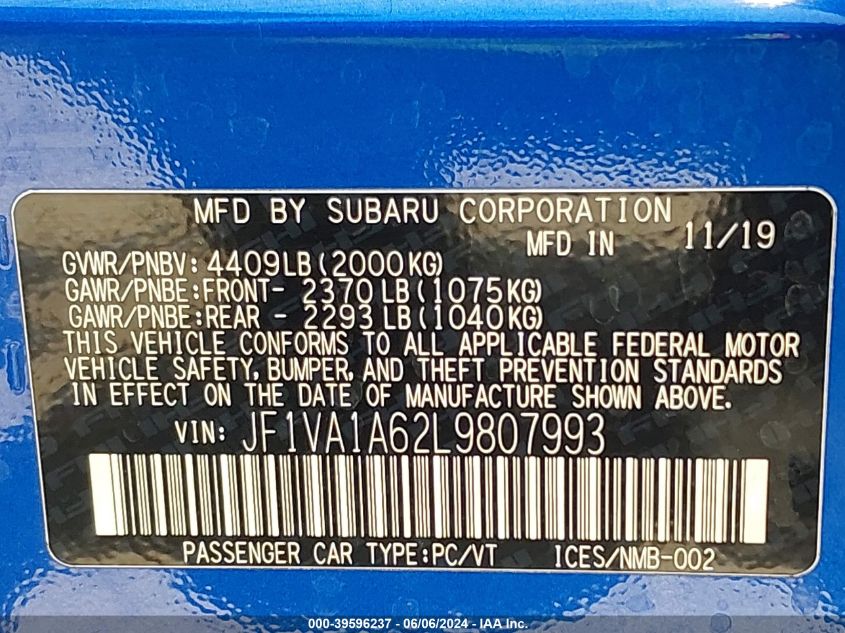 MFD BY SUBARU CORPORATION
MFD IN 11/19
GVWR/PNBV: 4409LB(2000KG)
GAWR/PNBE:FRONT- 2370LB(1075KG)
GAWR/PNBE:REAR - 2293LB(1040KG)
THIS VEHICLE CONFORMS TO ALL APPLICABLE FEDERAL MOTOR
VEHICLE SAFETY, BUMPER, AND THEFT PREVENTION STANDARDS
IN EFFECT ON THE DATE OF MANUFACTURE SHOWN ABOVE.
VIN: JF1VA1A62L9807993
PASSENGER CAR TYPE:PC/VT ICES/NMB-002
000-39596237 - 06/06/2024 - IAA Inc.